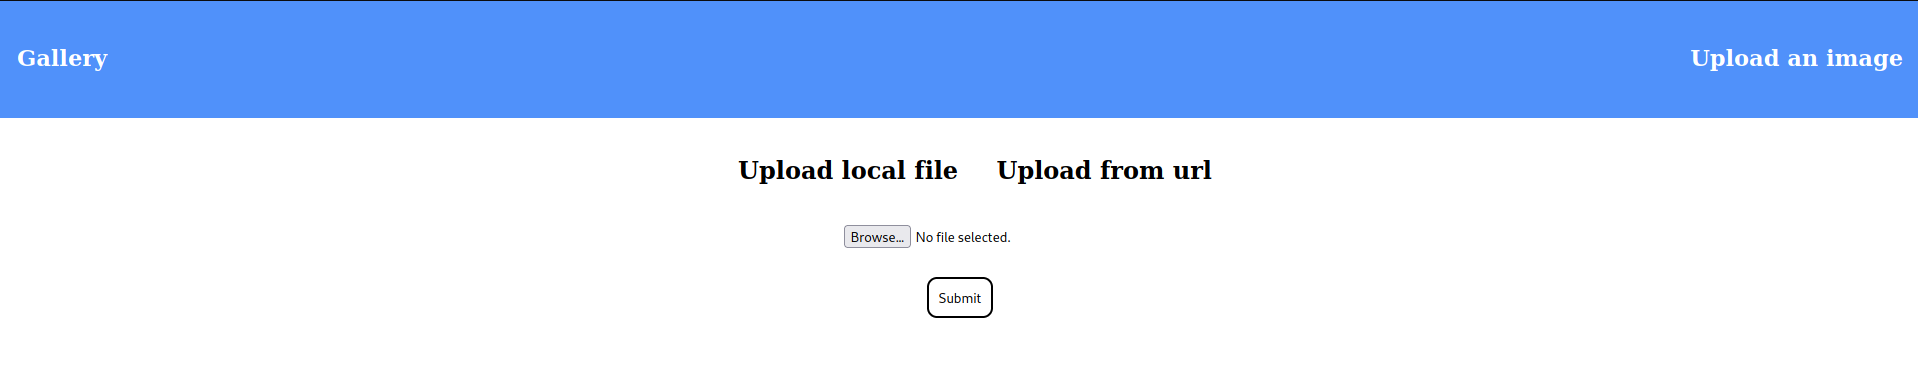 Gallery
Upload an image
Upload local file
Upload from url
Browse... No file selected.
Submit